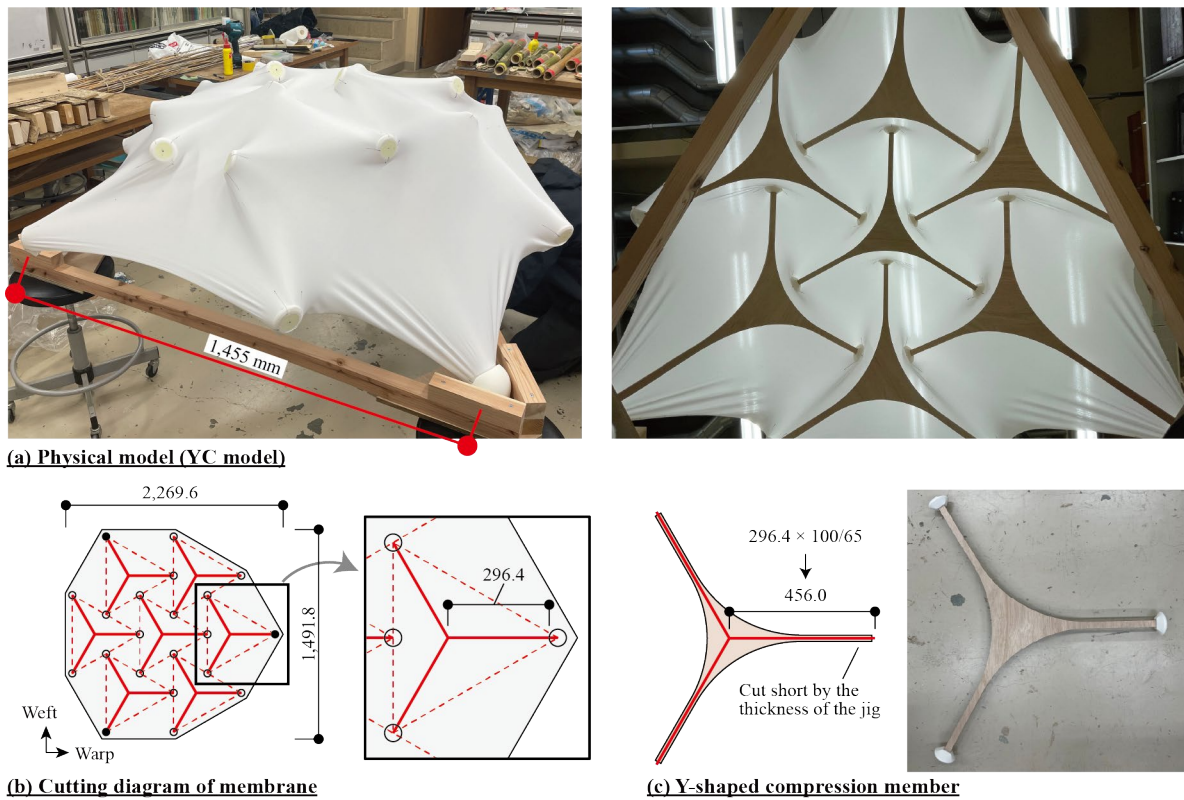 1,455 mm
(a) Physical model (YC model)
2,269.6
1,491.8
296.4
Weft
Warp
(b) Cutting diagram of membrane
296.4 × 100/65
456.0
Cut short by the
thickness of the jig
(c) Y-shaped compression member